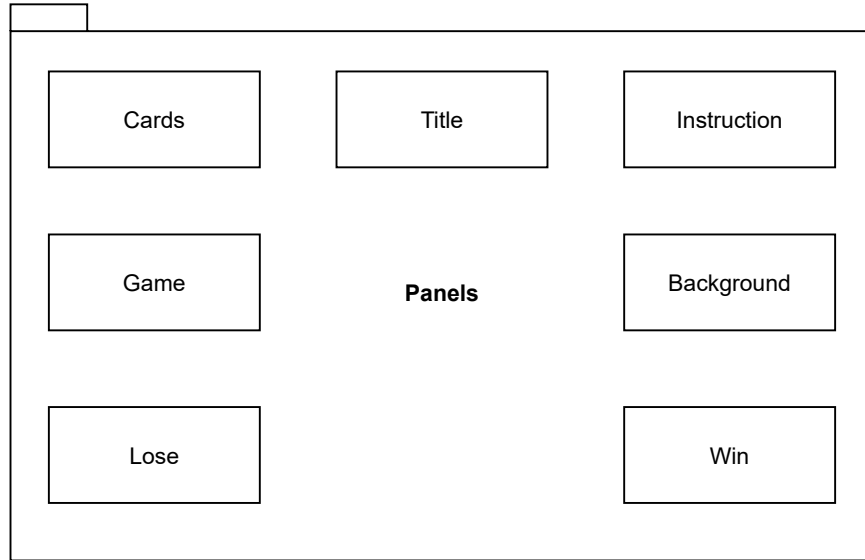 Cards
Title
Instruction
Game
Panels
Background
Lose
Win